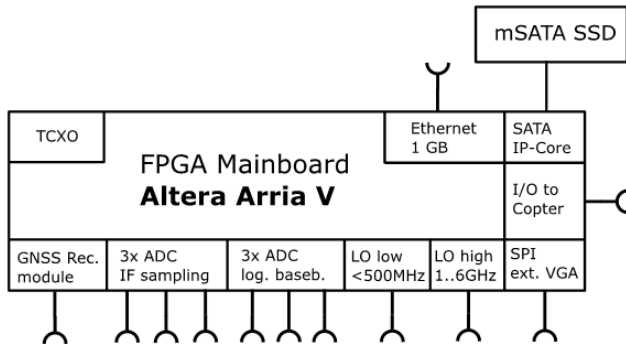 mSATA SSD
TCXO
Ethernet
1 GB
SATA
IP-Core
FPGA Mainboard
Altera Arria V
I/O to
Copter
GNSS Rec.
module
3x ADC
IF sampling
3x ADC
log. baseb.
LO low
<500MHz
LO high
1..6GHz
SPI
ext. VGA